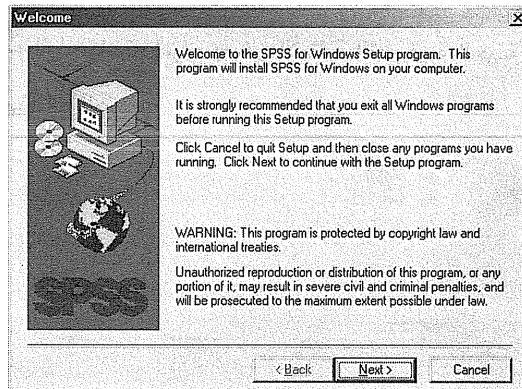 Welcome
Welcome to the SPSS for Windows Setup program. This
program will install SPSS for Windows on your computer.
It is strongly recommended that you exit all Windows programs
before running this Setup program.
Click Cancel to quit Setup and then close any programs you have
running. Click Next to continue with the Setup program.
WARNING: This program is protected by copyright law and
international treaties.
Unauthorized reproduction or distribution of this program, or any
portion of it, may result in severe civil and criminal penalties, and
will be prosecuted to the maximum extent possible under law.
SPSS
< Back Next > Cancel